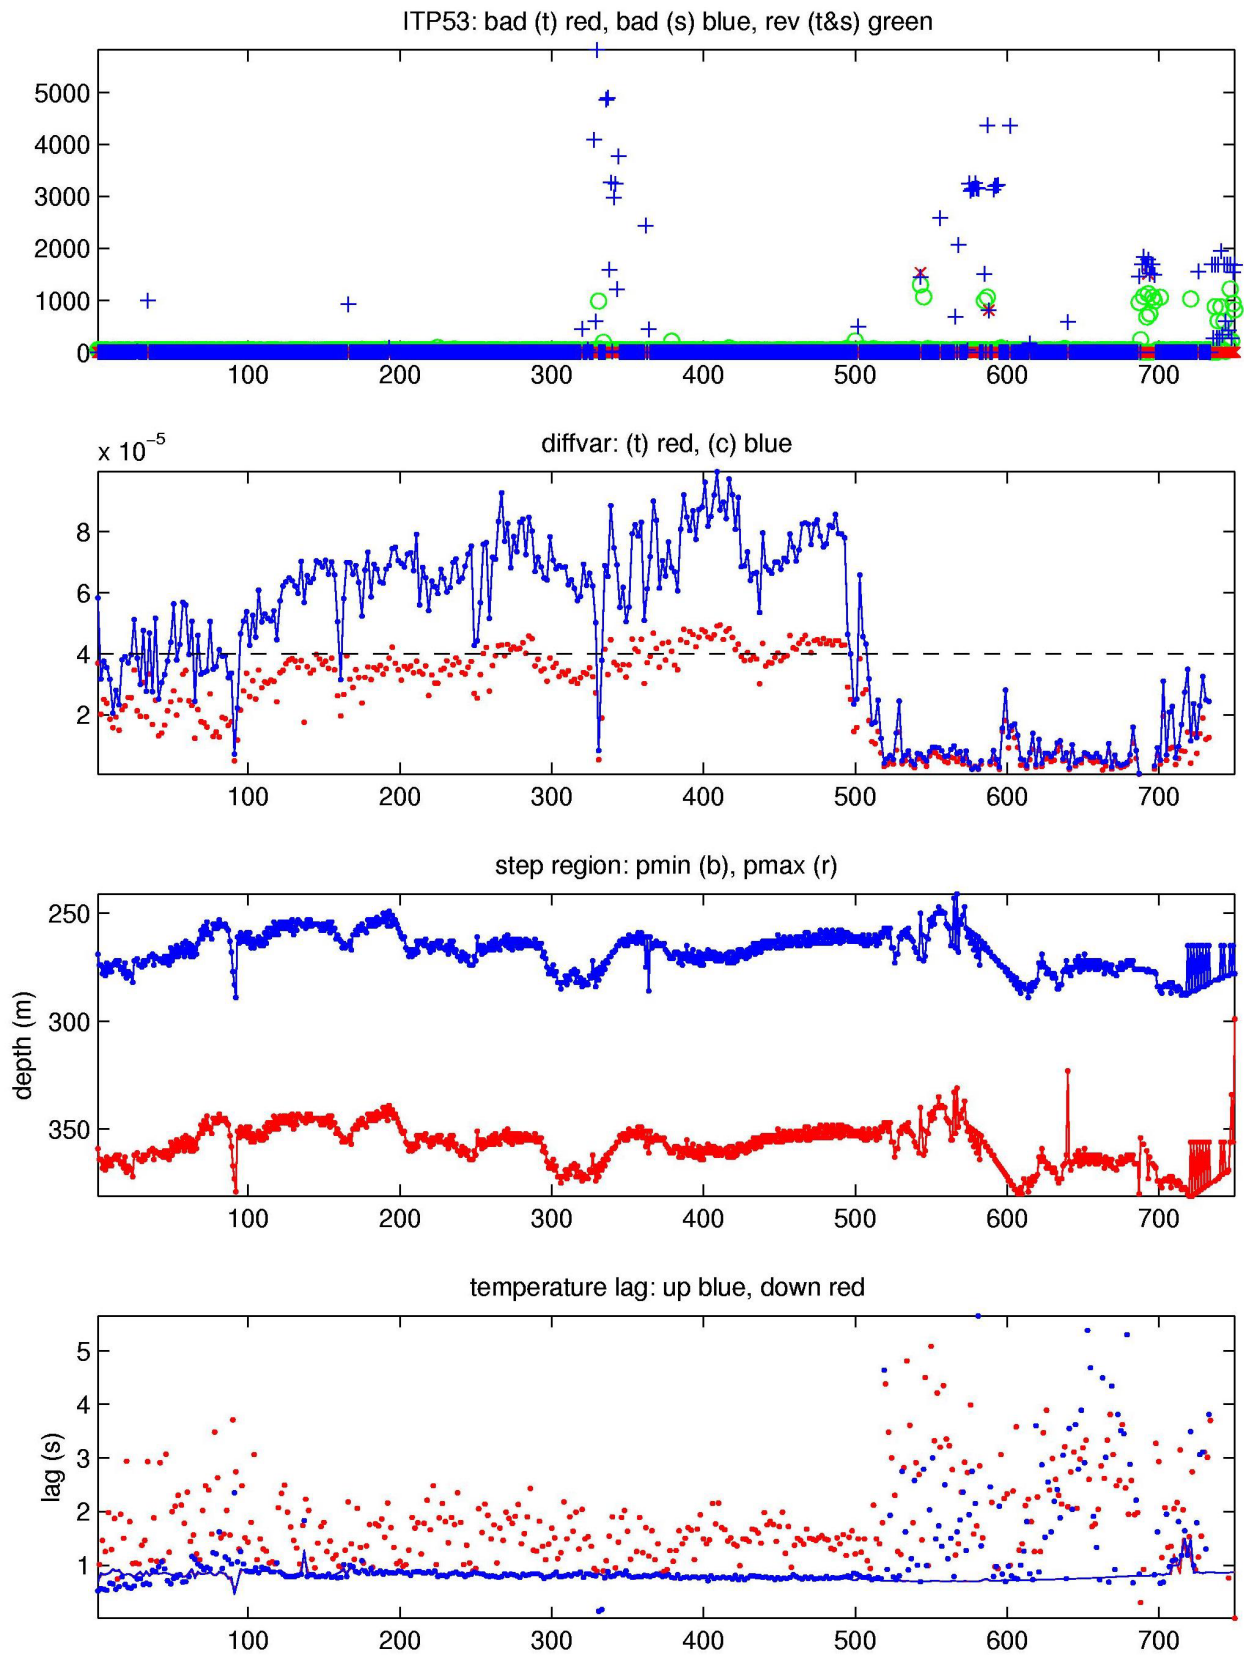 ITP53: bad (t) red, bad (s) blue, rev (t&s) green
5000
4000
3000
2000
1000
0
100 200 300 400 500 600 700
x 10⁻⁵
diffvar: (t) red, (c) blue
8
6
4
2
100 200 300 400 500 600 700
step region: pmin (b), pmax (r)
250
300
350
depth (m)
100 200 300 400 500 600 700
temperature lag: up blue, down red
5
4
3
2
1
lag (s)
100 200 300 400 500 600 700